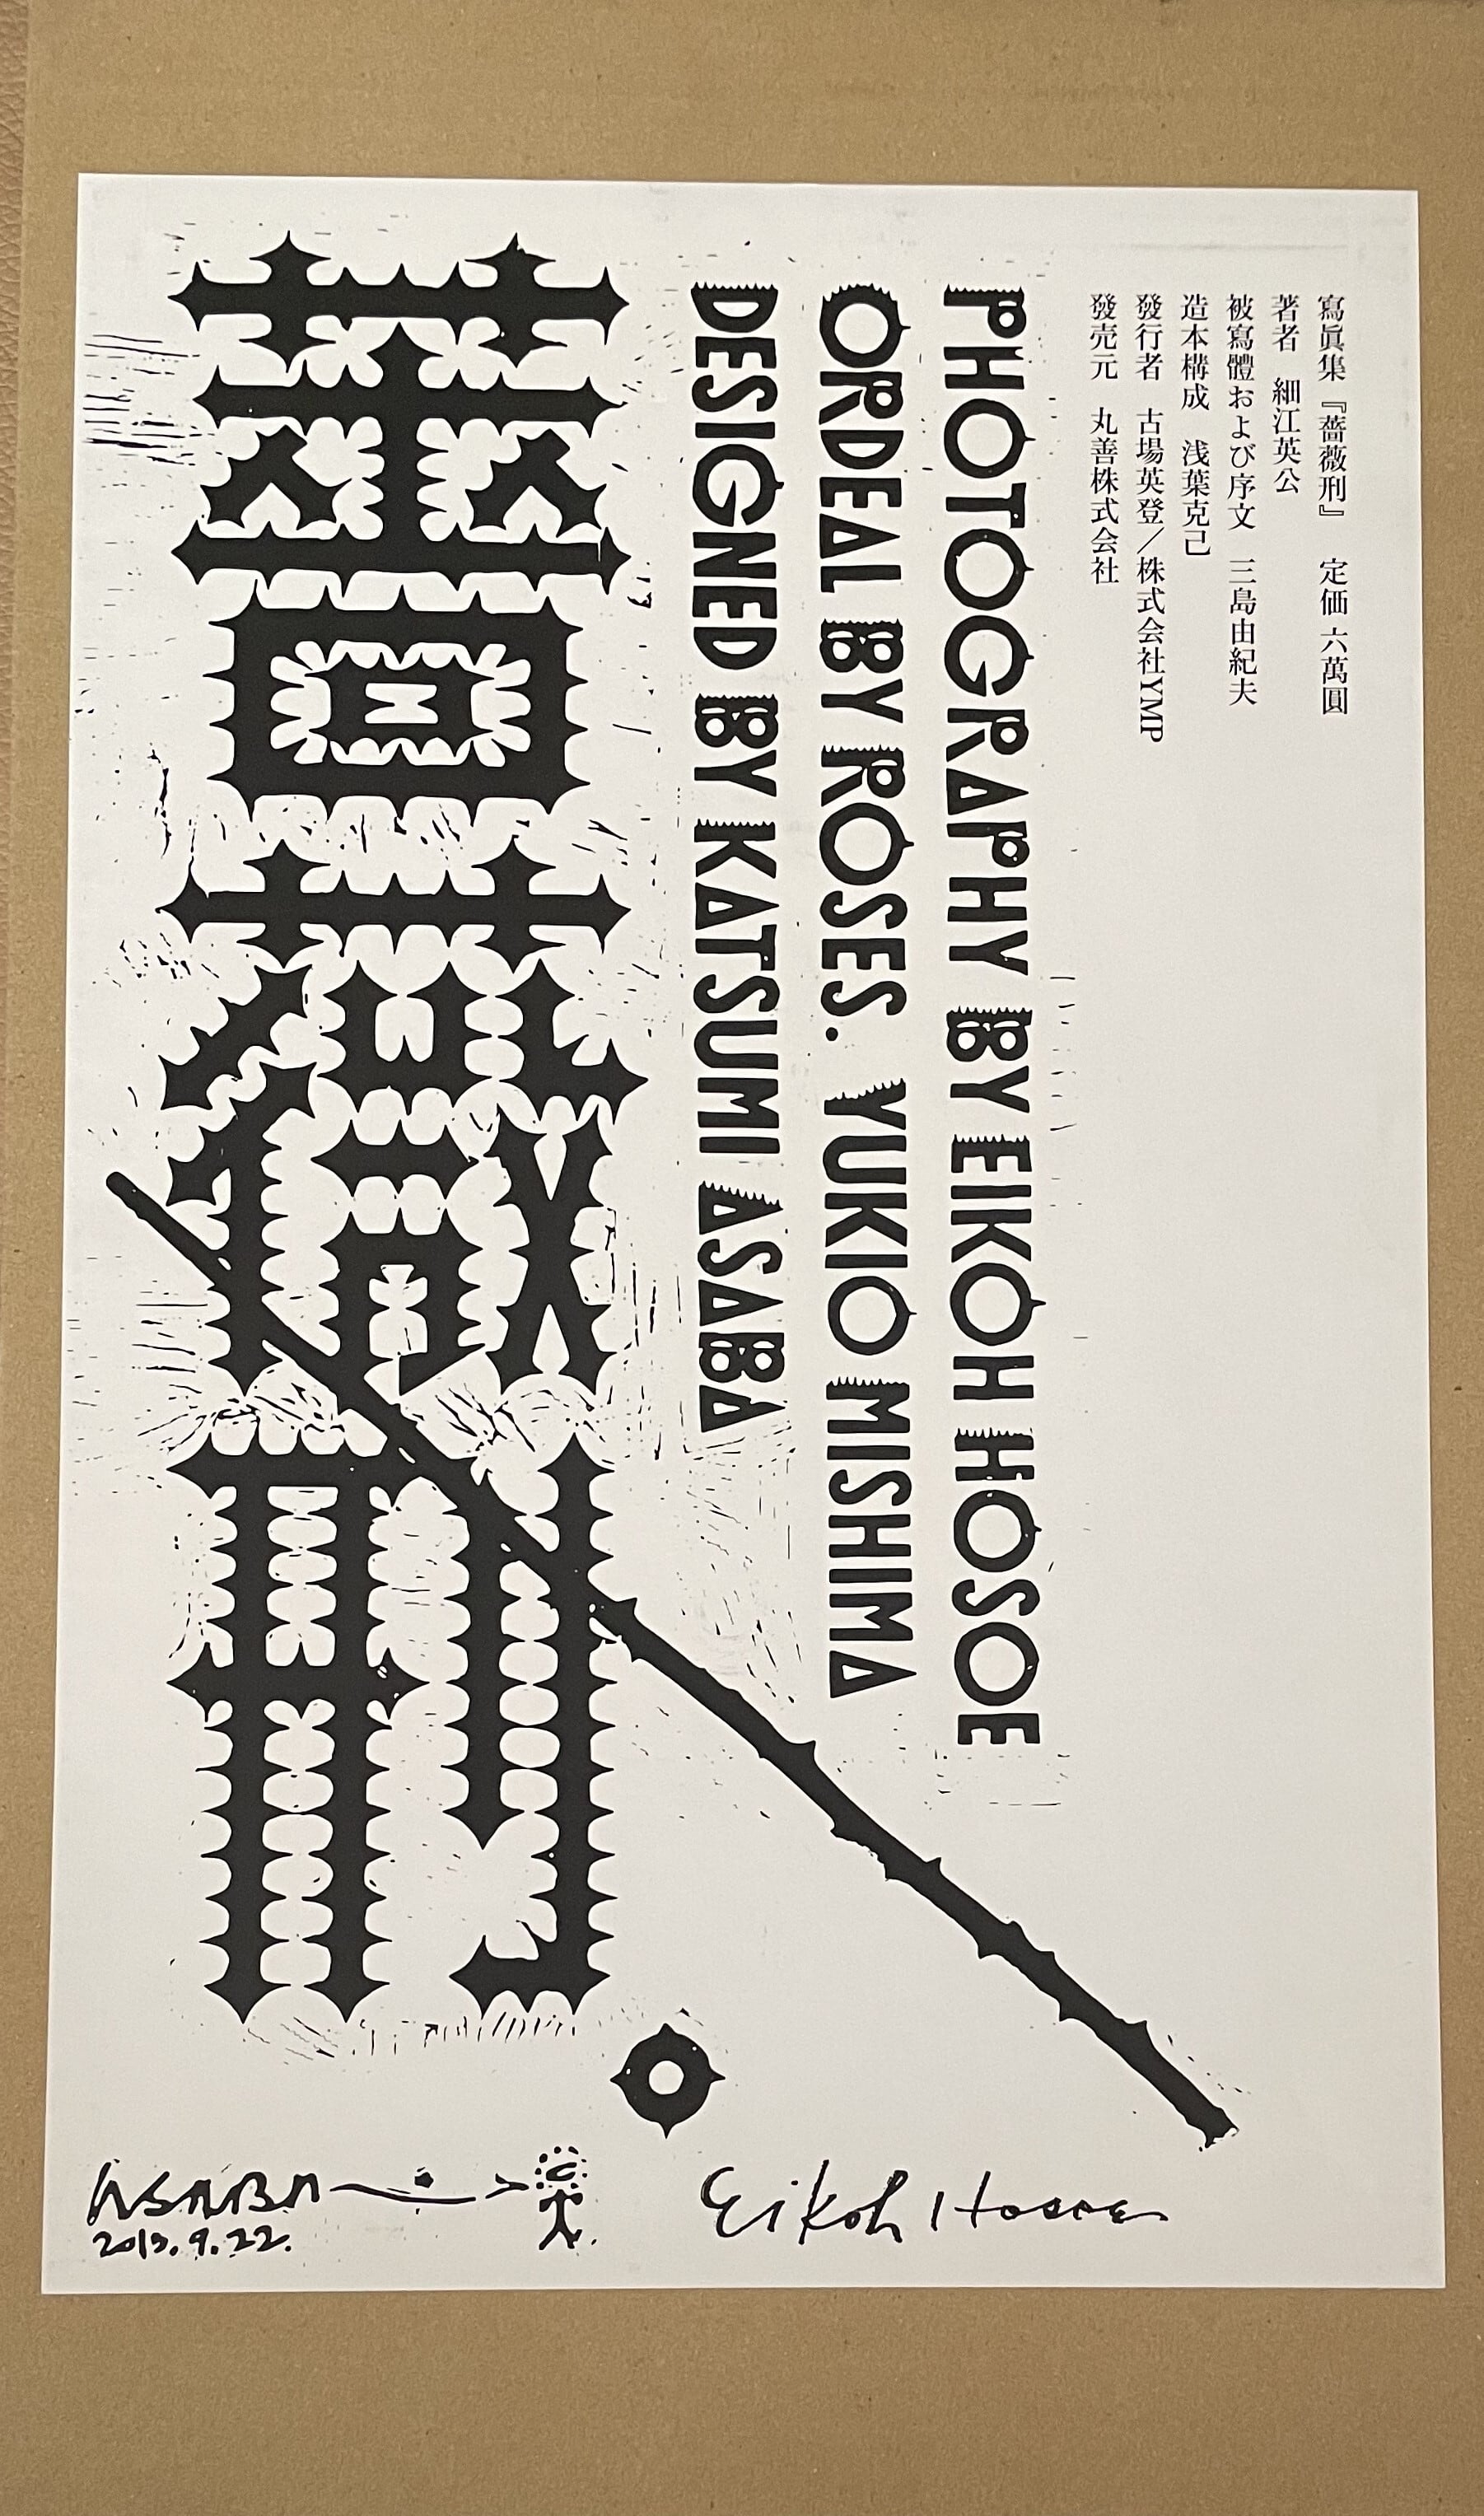 寫眞集『薔薇刑』　定価 六萬圓
著者　細江英公
被寫體および序文　三島由紀夫
造本構成　浅葉克己
發行者　古場英登／株式会社YMP
發売元　丸善株式会社
PHOTOGRAPHY BY EIKOH HOSOE
ORDEAL BY ROSES. YUKIO MISHIMA
DESIGNED BY KATSUMI ASABA
薔薇刑。
ASABA
Eikoh Hosoe